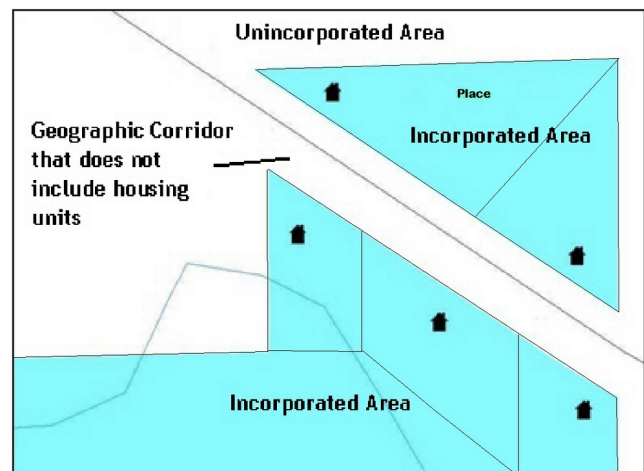 Unincorporated Area
Place
Incorporated Area
Geographic Corridor
that does not
include housing
units
Incorporated Area